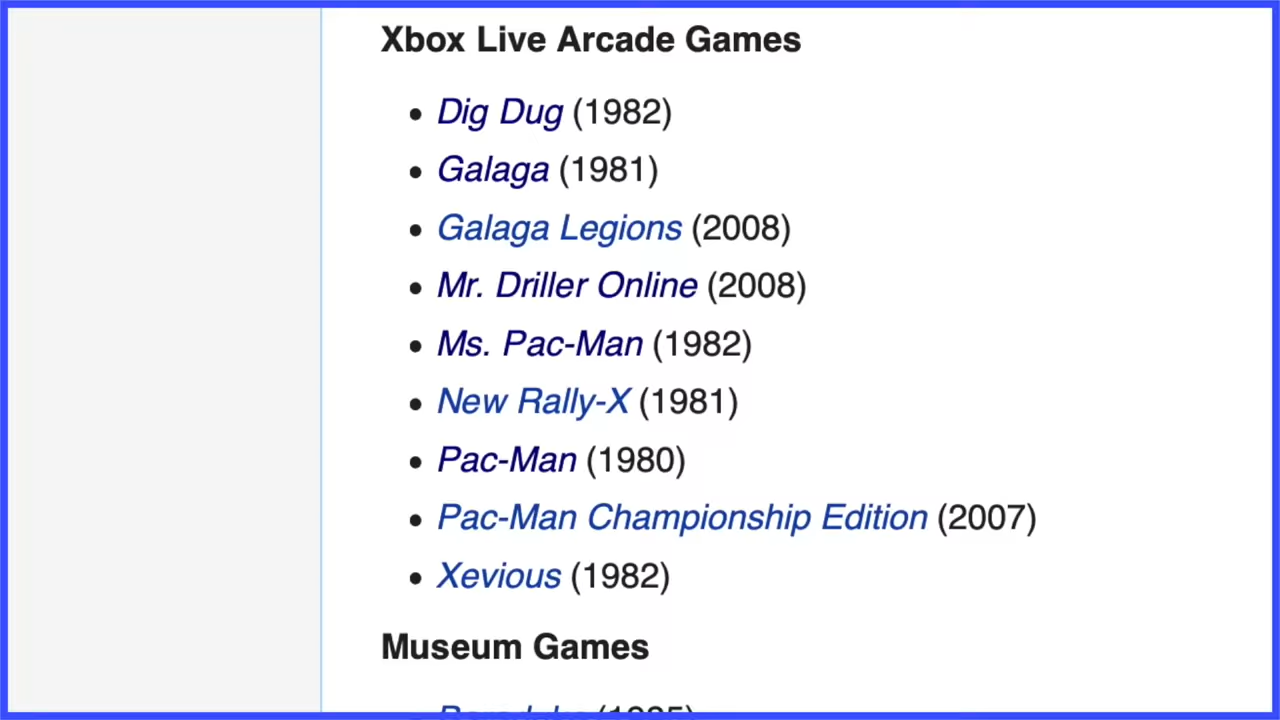 Xbox Live Arcade Games
• Dig Dug (1982)
• Galaga (1981)
• Galaga Legions (2008)
• Mr. Driller Online (2008)
• Ms. Pac-Man (1982)
• New Rally-X (1981)
• Pac-Man (1980)
• Pac-Man Championship Edition (2007)
• Xevious (1982)
Museum Games